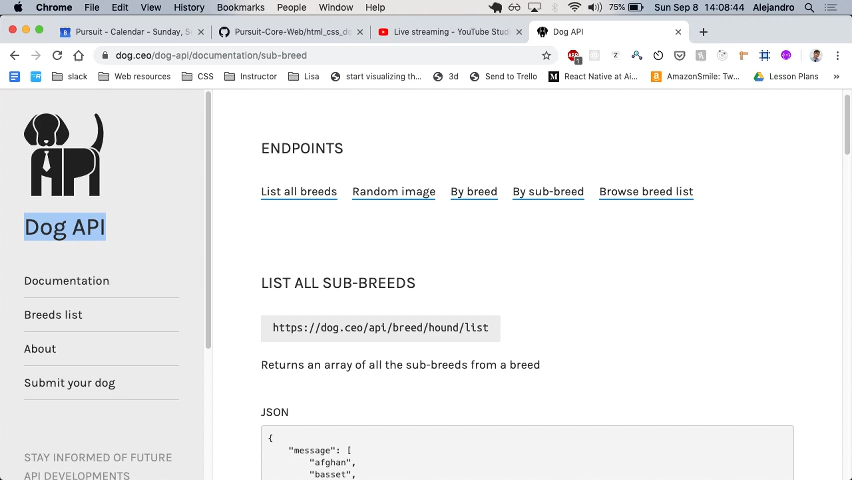 Chrome File Edit View History Bookmarks People Window Help 75% Sun Sep 8 14:08:44 Alejandro
Pursuit - Calendar - Sunday, S Pursuit-Core-Web/html_css_de Live streaming - YouTube Studi Dog API
dog.ceo/dog-api/documentation/sub-breed
slack Web resources CSS Instructor Lisa start visualizing th... 3d Send to Trello React Native at Ai... AmazonSmile: Tw... Lesson Plans
API
Dog API
Documentation
Breeds list
About
Submit your dog
STAY INFORMED OF FUTURE
API DEVELOPMENTS
ENDPOINTS
List all breeds Random image By breed By sub-breed Browse breed list
LIST ALL SUB-BREEDS
https://dog.ceo/api/breed/hound/list
Returns an array of all the sub-breeds from a breed
JSON
{
"message": [
"afghan",
"basset",